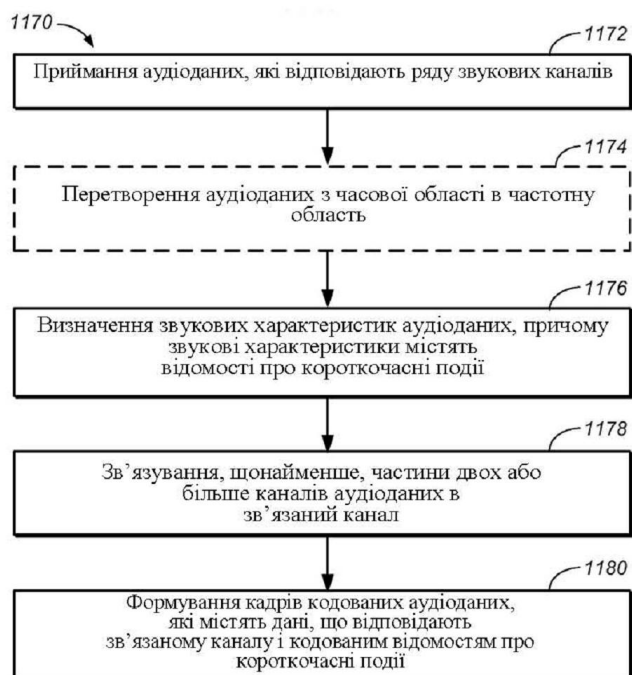 1170
1172
Приймання аудіоданих, які відповідають ряду звукових каналів
1174
Перетворення аудіоданих з часової області в частотну
область
1176
Визначення звукових характеристик аудіоданих, причому
звукові характеристики містять
відомості про короткочасні події
1178
Зв’язування, щонайменше, частини двох або
більше каналів аудіоданих в
зв’язаний канал
1180
Формування кадрів кодованих аудіоданих,
які містять дані, що відповідають
зв’язаному каналу і кодованим відомостям про
короткочасні події